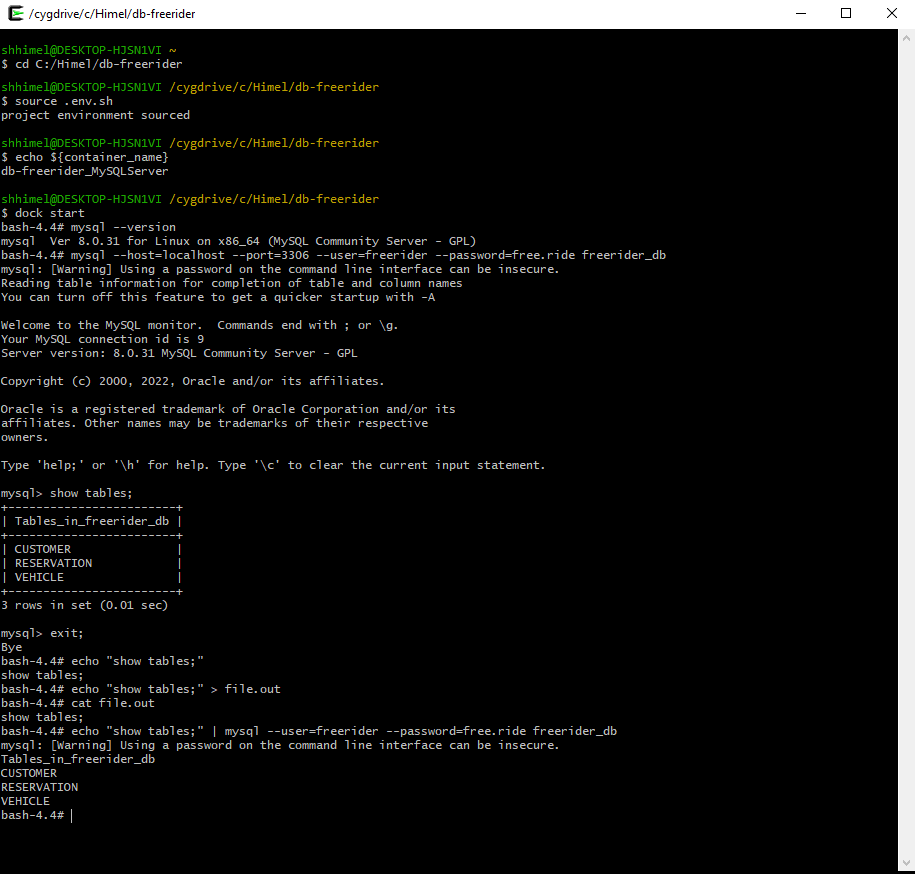 /cygdrive/c/Himel/db-freerider
shhimel@DESKTOP-HJSN1VI ~
$ cd C:/Himel/db-freerider
shhimel@DESKTOP-HJSN1VI /cygdrive/c/Himel/db-freerider
$ source .env.sh
project environment sourced
shhimel@DESKTOP-HJSN1VI /cygdrive/c/Himel/db-freerider
$ echo ${container_name}
db-freerider_MySQLServer
shhimel@DESKTOP-HJSN1VI /cygdrive/c/Himel/db-freerider
$ dock start
bash-4.4# mysql --version
mysql  Ver 8.0.31 for Linux on x86_64 (MySQL Community Server - GPL)
bash-4.4# mysql --host=localhost --port=3306 --user=freerider --password=free.ride freerider_db
mysql: [Warning] Using a password on the command line interface can be insecure.
Reading table information for completion of table and column names
You can turn off this feature to get a quicker startup with -A
Welcome to the MySQL monitor.  Commands end with ; or \g.
Your MySQL connection id is 9
Server version: 8.0.31 MySQL Community Server - GPL
Copyright (c) 2000, 2022, Oracle and/or its affiliates.
Oracle is a registered trademark of Oracle Corporation and/or its
affiliates. Other names may be trademarks of their respective
owners.
Type 'help;' or '\h' for help. Type '\c' to clear the current input statement.
mysql> show tables;
+------------------------+
| Tables_in_freerider_db |
+------------------------+
| CUSTOMER               |
| RESERVATION            |
| VEHICLE                |
+------------------------+
3 rows in set (0.01 sec)
mysql> exit;
Bye
bash-4.4# echo "show tables;"
show tables;
bash-4.4# echo "show tables;" > file.out
bash-4.4# cat file.out
show tables;
bash-4.4# echo "show tables;" | mysql --user=freerider --password=free.ride freerider_db
mysql: [Warning] Using a password on the command line interface can be insecure.
Tables_in_freerider_db
CUSTOMER
RESERVATION
VEHICLE
bash-4.4#